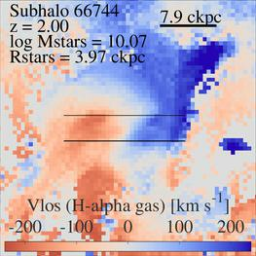 Subhalo 66744
7.9 ckpc
z = 2.00
log Mstars = 10.07
Rstars = 3.97 ckpc
Vlos (H-alpha gas) [km s⁻¹]
-200 -100 0 100 200